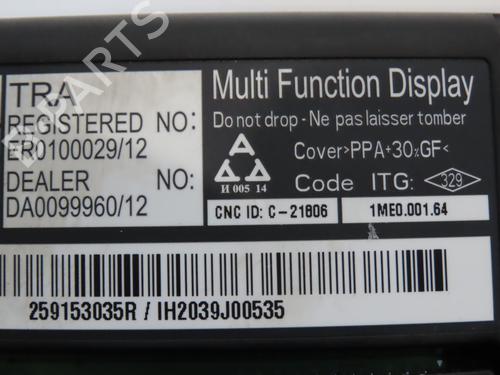 TRA
REGISTERED NO:
ER0100029/12
DEALER NO:
DA0099960/12
Multi Function Display
Do not drop - Ne pas laisser tomber
Cover>PPA+30%GF<
И 005 14
Code ITG: 329
CNC ID: C-21806
1ME0.001.64
259153035R / IH2039J00535
B PARTS